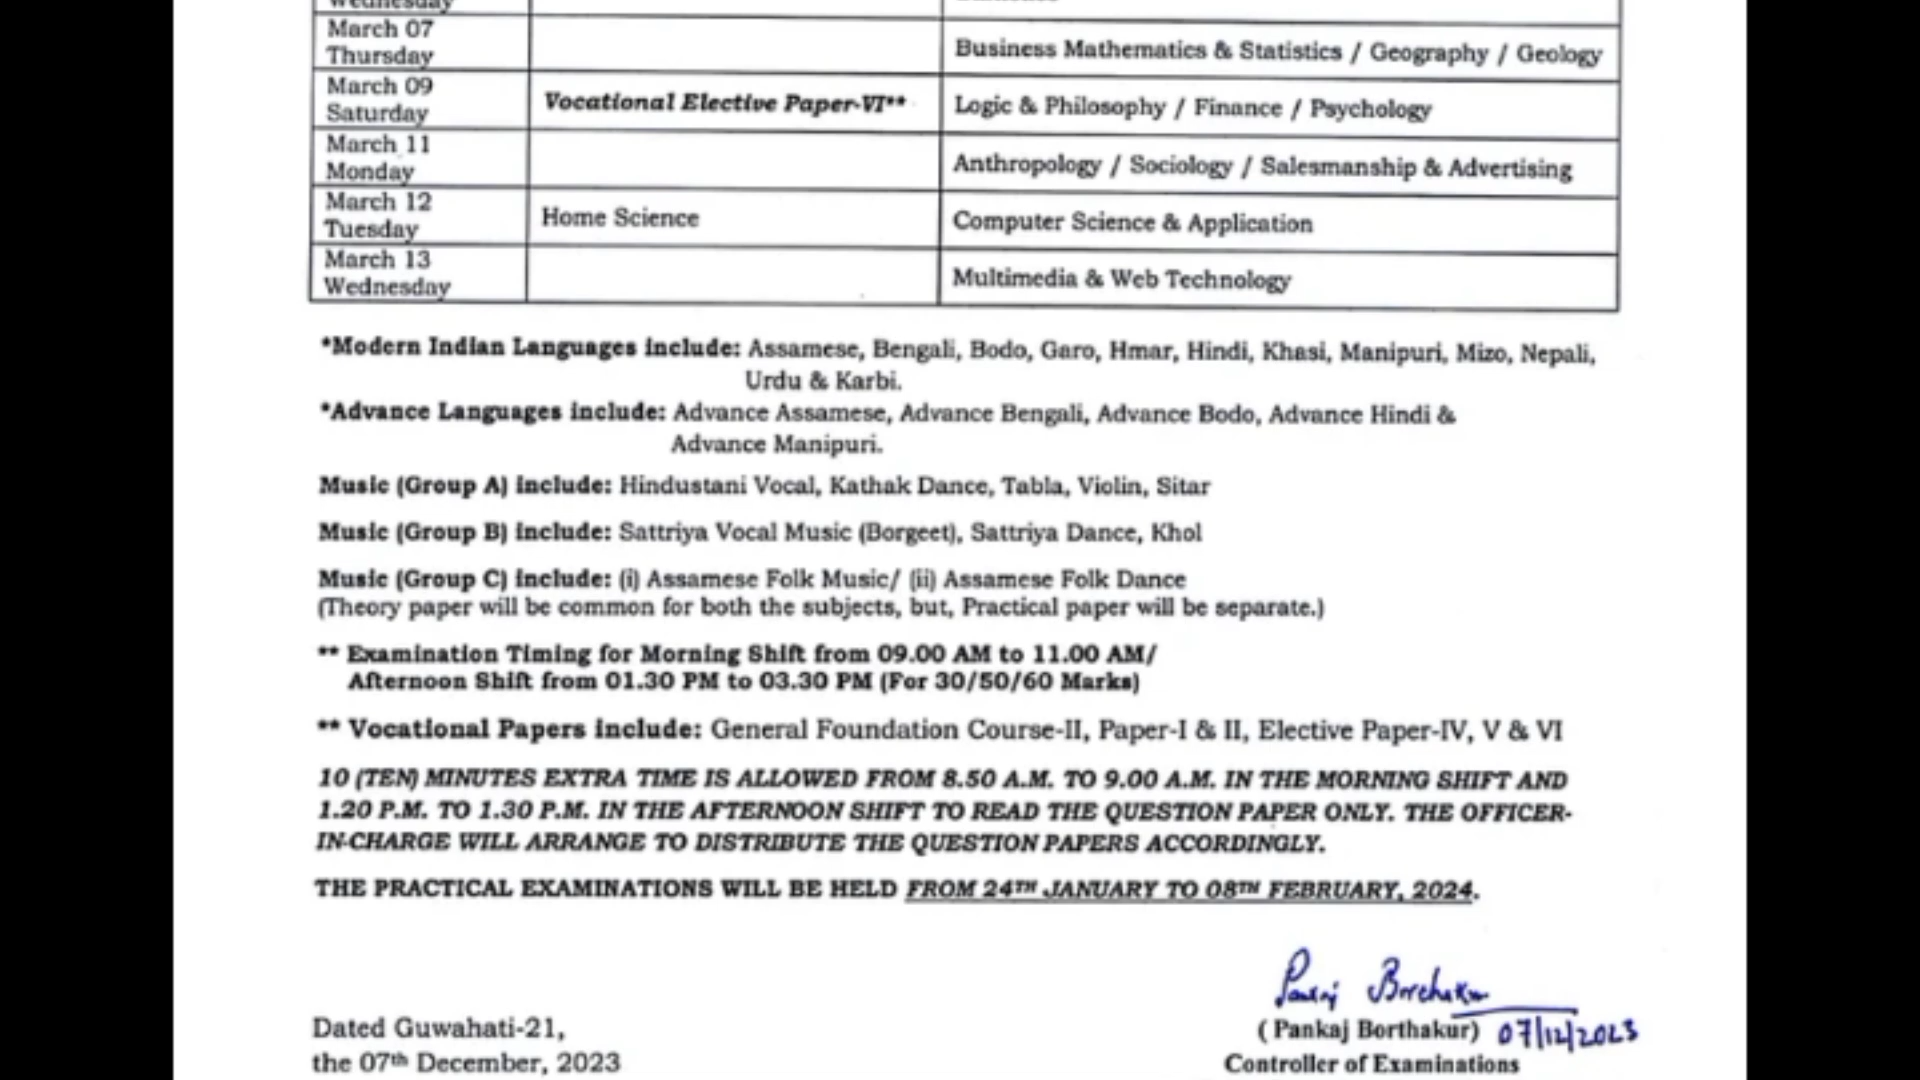 Wednesday
March 07
Thursday
Business Mathematics & Statistics / Geography / Geology
March 09
Saturday
Vocational Elective Paper-VI**
Logic & Philosophy / Finance / Psychology
March 11
Monday
Anthropology / Sociology / Salesmanship & Advertising
March 12
Tuesday
Home Science
Computer Science & Application
March 13
Wednesday
Multimedia & Web Technology
*Modern Indian Languages include: Assamese, Bengali, Bodo, Garo, Hmar, Hindi, Khasi, Manipuri, Mizo, Nepali,
Urdu & Karbi.
*Advance Languages include: Advance Assamese, Advance Bengali, Advance Bodo, Advance Hindi &
Advance Manipuri.
Music (Group A) include: Hindustani Vocal, Kathak Dance, Tabla, Violin, Sitar
Music (Group B) include: Sattriya Vocal Music (Borgeet), Sattriya Dance, Khol
Music (Group C) include: (i) Assamese Folk Music/ (ii) Assamese Folk Dance
(Theory paper will be common for both the subjects, but, Practical paper will be separate.)
** Examination Timing for Morning Shift from 09.00 AM to 11.00 AM/
Afternoon Shift from 01.30 PM to 03.30 PM (For 30/50/60 Marks)
** Vocational Papers include: General Foundation Course-II, Paper-I & II, Elective Paper-IV, V & VI
10 (TEN) MINUTES EXTRA TIME IS ALLOWED FROM 8.50 A.M. TO 9.00 A.M. IN THE MORNING SHIFT AND
1.20 P.M. TO 1.30 P.M. IN THE AFTERNOON SHIFT TO READ THE QUESTION PAPER ONLY. THE OFFICER-
IN-CHARGE WILL ARRANGE TO DISTRIBUTE THE QUESTION PAPERS ACCORDINGLY.
THE PRACTICAL EXAMINATIONS WILL BE HELD FROM 24TH JANUARY TO 08TH FEBRUARY, 2024.
Pankaj Borthakur
Dated Guwahati-21,
(Pankaj Borthakur) 07/12/2023
the 07th December, 2023
Controller of Examinations